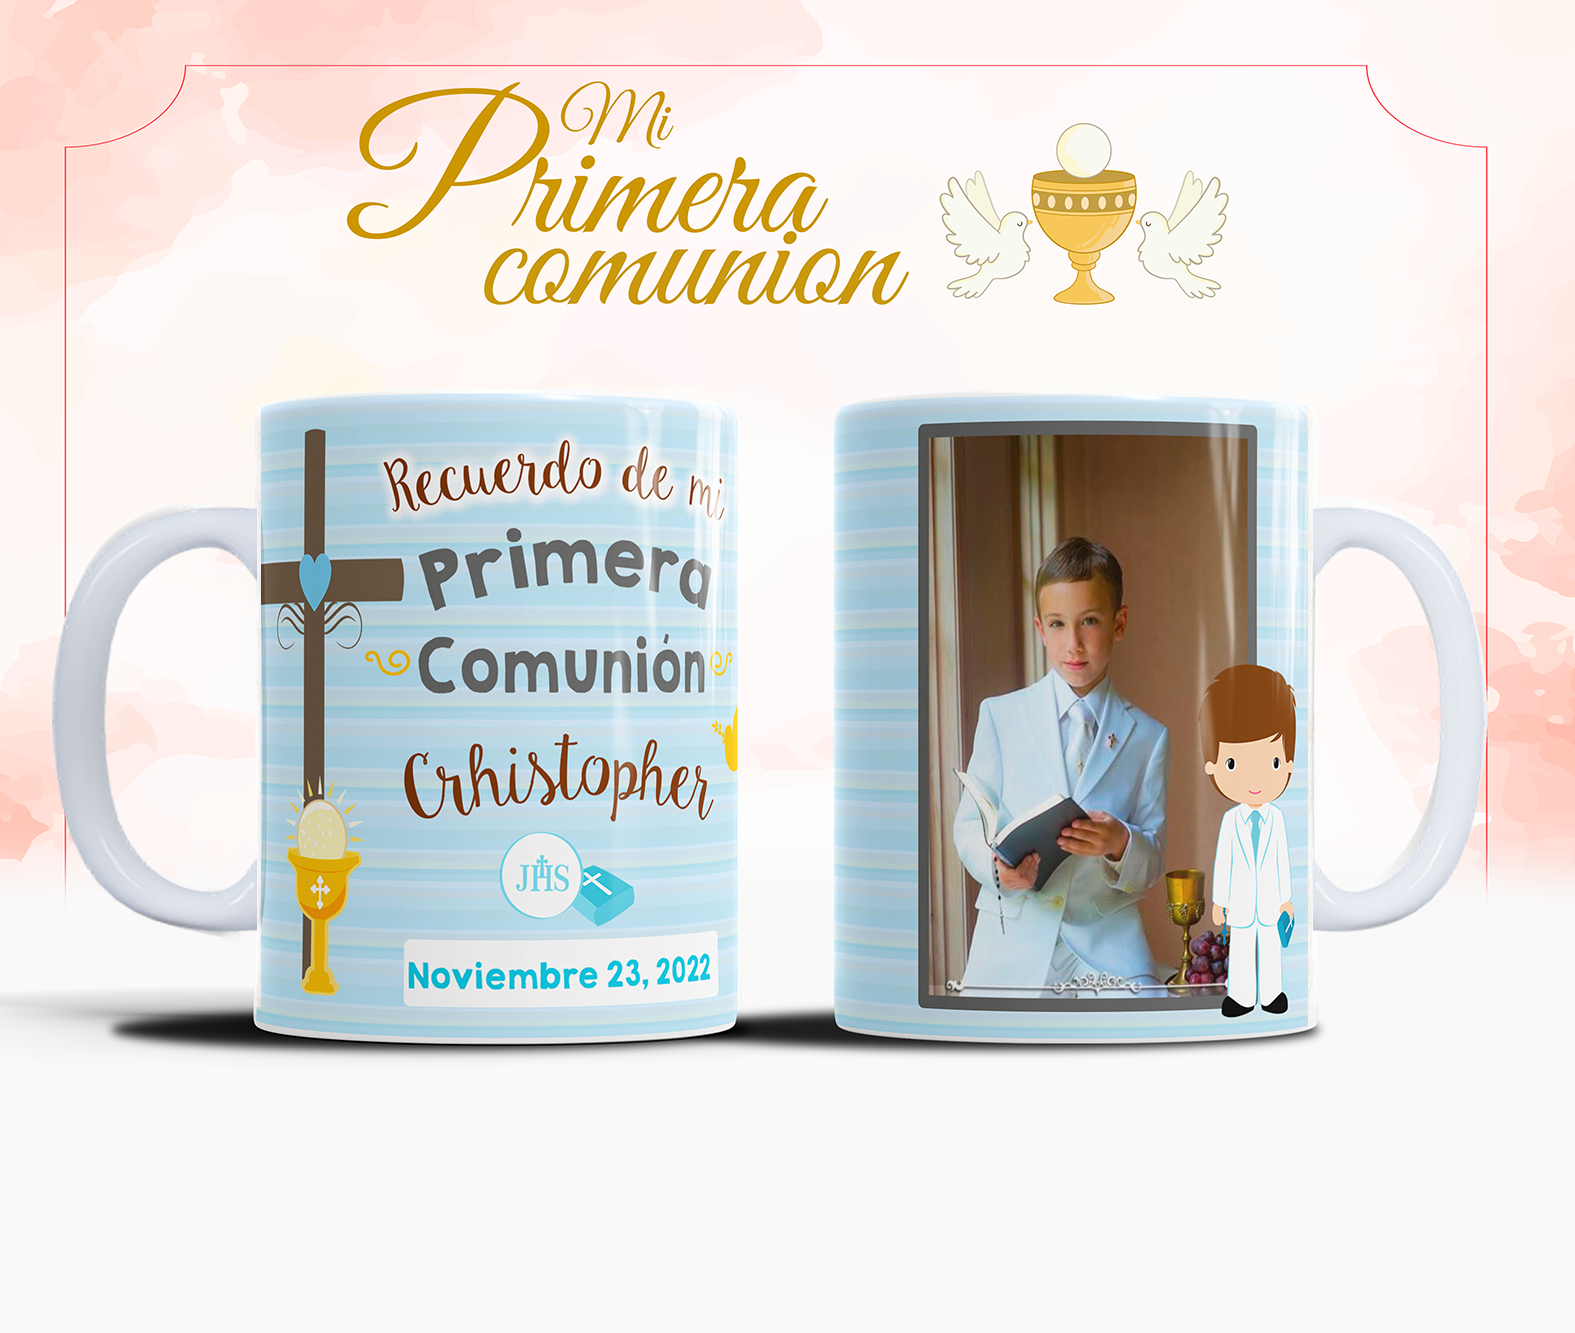 Mi
Primera
comunion
Recuerdo de mi
Primera
Comunión
Crhistopher
JHS
Noviembre 23, 2022